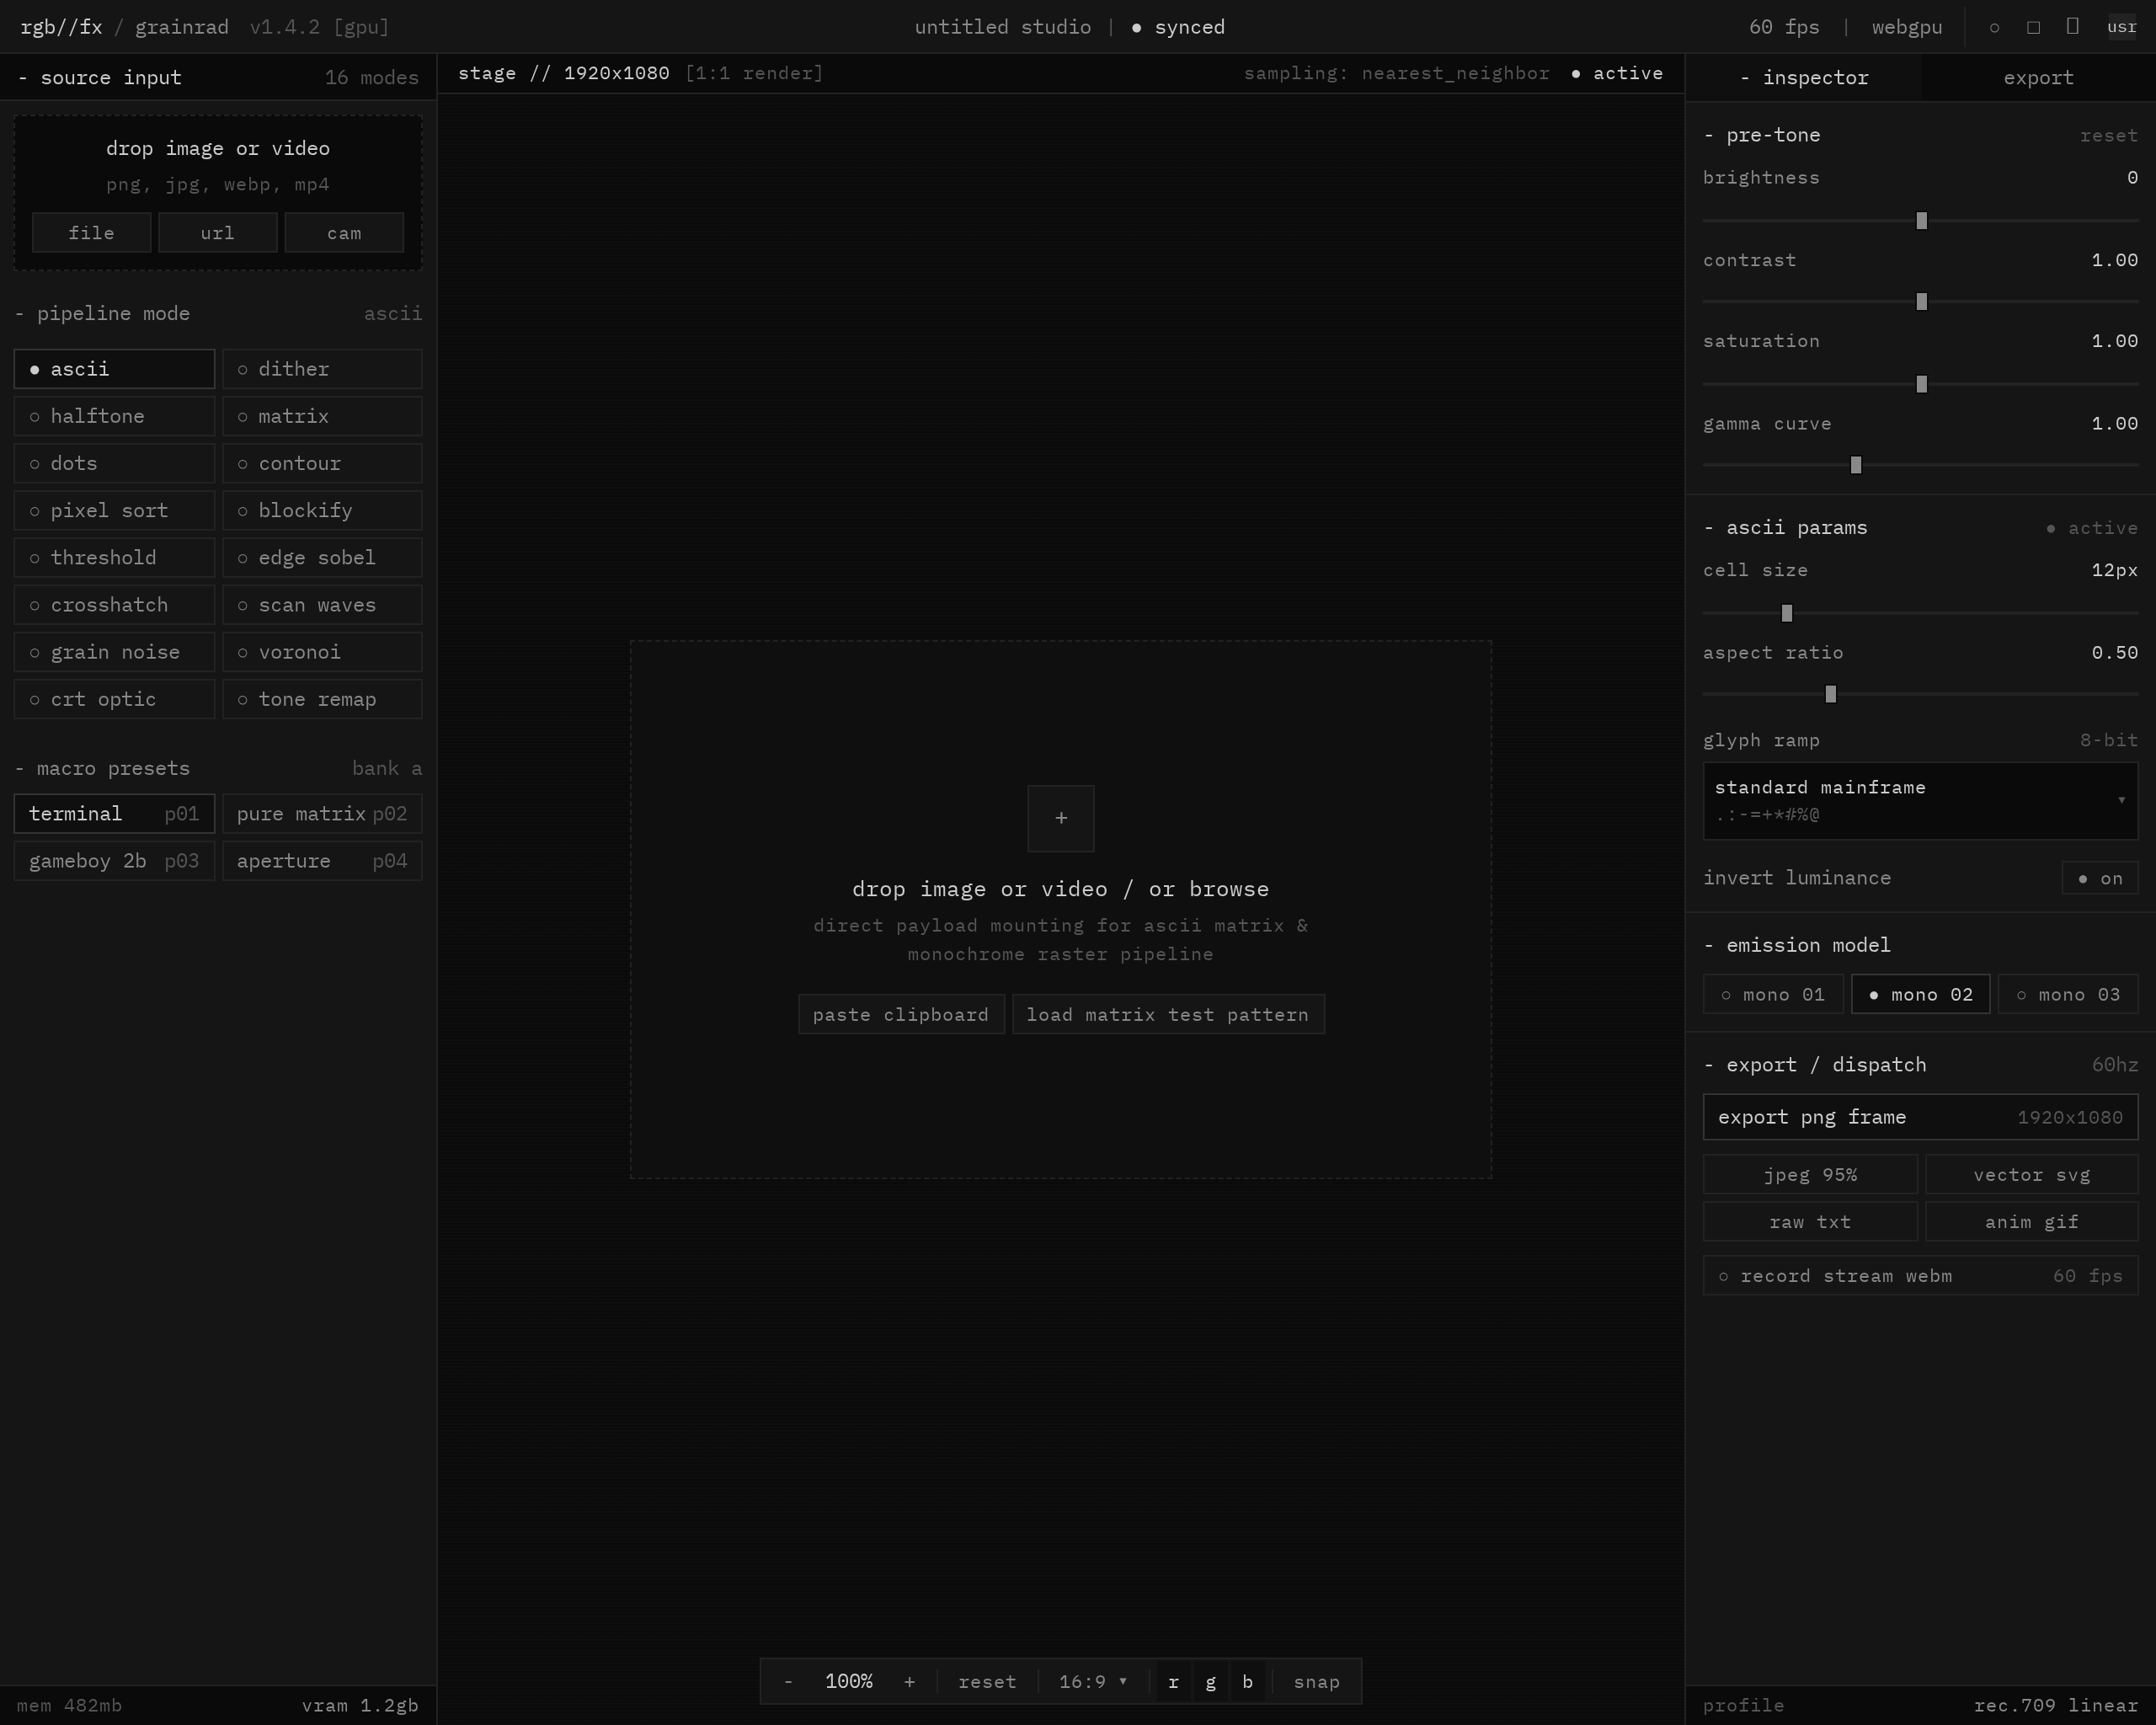 rgb//fx / grainrad v1.4.2 [gpu]
untitled studio | ● synced
60 fps | webgpu ○ □ ▯ usr
- source input 16 modes
drop image or video
png, jpg, webp, mp4
file url cam
- pipeline mode ascii
● ascii ○ dither
○ halftone ○ matrix
○ dots ○ contour
○ pixel sort ○ blockify
○ threshold ○ edge sobel
○ crosshatch ○ scan waves
○ grain noise ○ voronoi
○ crt optic ○ tone remap
- macro presets bank a
terminal p01 pure matrix p02
gameboy 2b p03 aperture p04
mem 482mb vram 1.2gb
stage // 1920x1080 [1:1 render]
sampling: nearest_neighbor ● active
+
drop image or video / or browse
direct payload mounting for ascii matrix &
monochrome raster pipeline
paste clipboard load matrix test pattern
- 100% + reset 16:9 ▾ r g b snap
- inspector export
- pre-tone reset
brightness 0
contrast 1.00
saturation 1.00
gamma curve 1.00
- ascii params ● active
cell size 12px
aspect ratio 0.50
glyph ramp 8-bit
standard mainframe ▾
.:-=+*#%@
invert luminance ● on
- emission model
○ mono 01 ● mono 02 ○ mono 03
- export / dispatch 60hz
export png frame 1920x1080
jpeg 95% vector svg
raw txt anim gif
○ record stream webm 60 fps
profile rec.709 linear